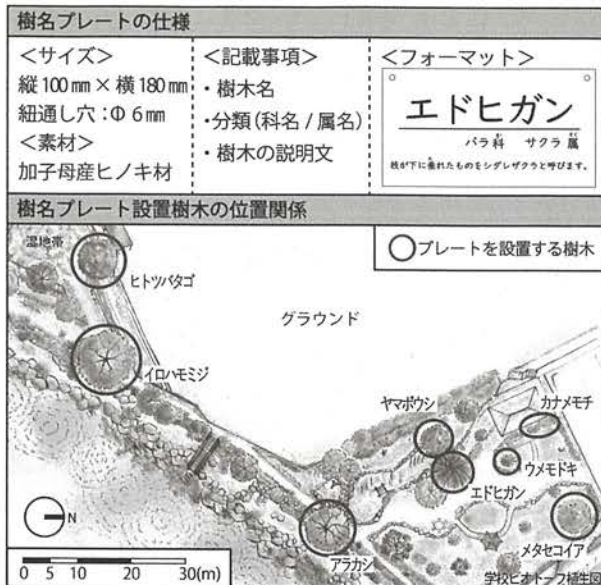 樹名プレートの仕様
<サイズ>
縦100㎜×横180㎜
紐通し穴:Φ6㎜
<素材>
加子母産ヒノキ材
<記載事項>
・樹木名
・分類(科名/属名)
・樹木の説明文
<フォーマット>
エドヒガン
バラ科 サクラ属
枝が下に垂れたものをシダレザクラと呼びます。
樹名プレート設置樹木の位置関係
○プレートを設置する樹木
湿地帯
ヒトツバタゴ
グラウンド
イロハモミジ
ヤマボウシ
カナメモチ
ウメモドキ
エドヒガン
アラカシ
メタセコイア
N
0 5 10 20 30(m)
学校ビオトープ植生図